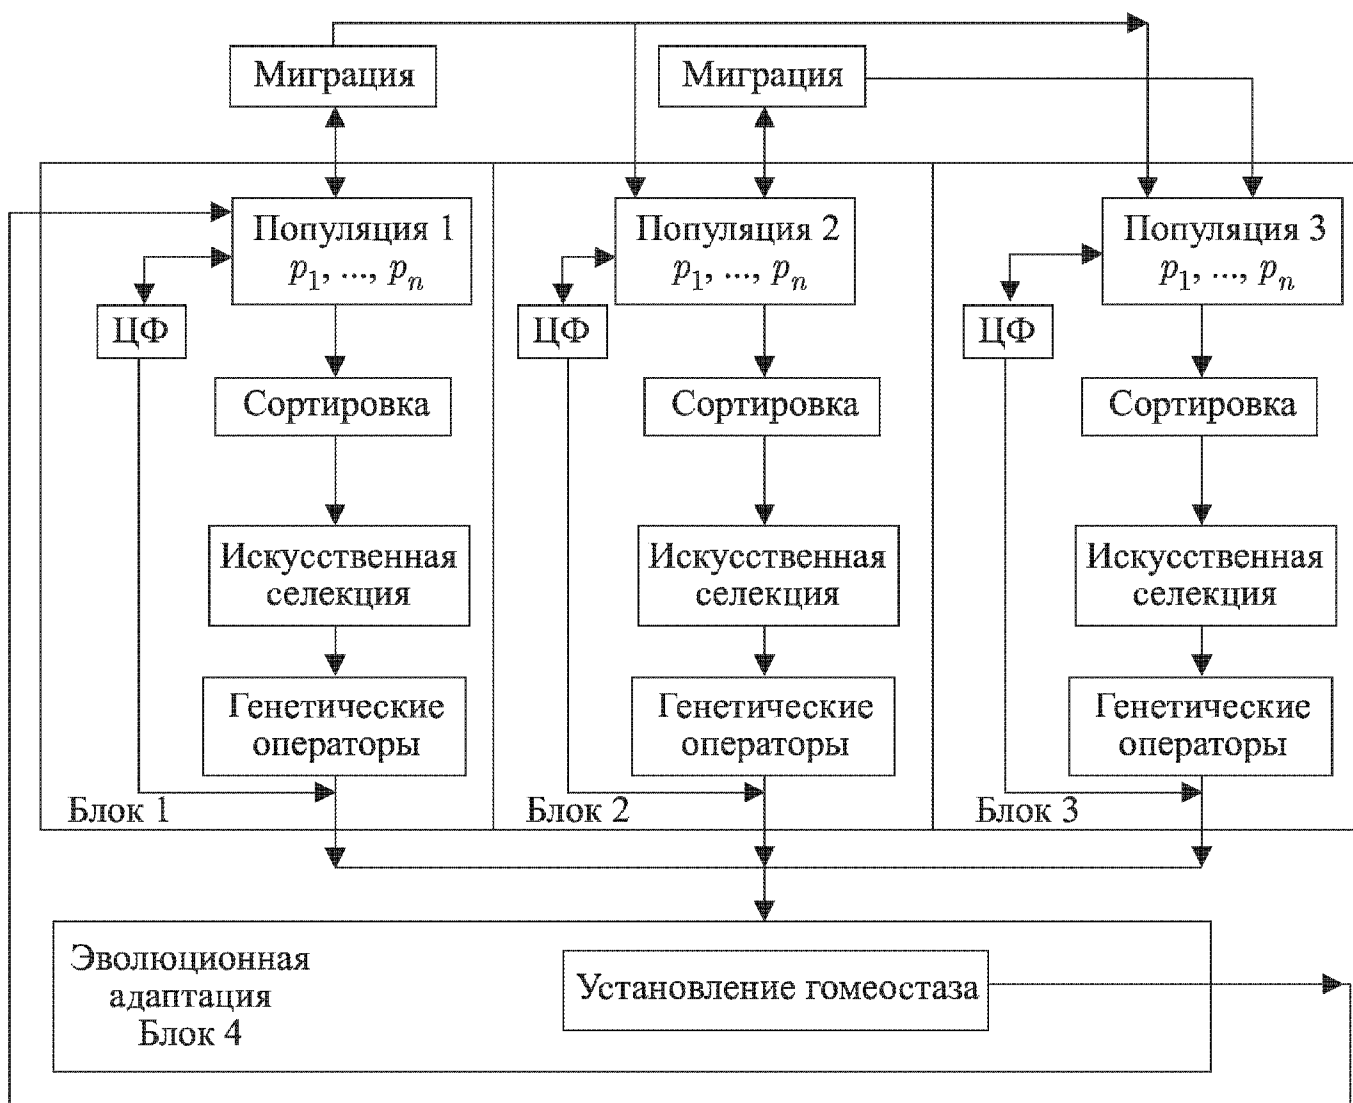 Миграция
Миграция
Популяция 1
p₁, ..., pₙ
Популяция 2
p₁, ..., pₙ
Популяция 3
p₁, ..., pₙ
ЦФ
ЦФ
ЦФ
Сортировка
Сортировка
Сортировка
Искусственная
селекция
Искусственная
селекция
Искусственная
селекция
Генетические
операторы
Генетические
операторы
Генетические
операторы
Блок 1
Блок 2
Блок 3
Эволюционная
адаптация
Блок 4
Установление гомеостаза